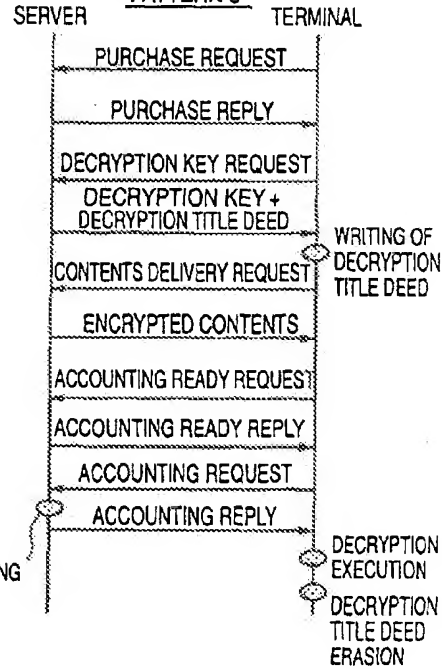 SERVER TERMINAL
PURCHASE REQUEST
PURCHASE REPLY
DECRYPTION KEY REQUEST
DECRYPTION KEY +
DECRYPTION TITLE DEED
WRITING OF
DECRYPTION
TITLE DEED
CONTENTS DELIVERY REQUEST
ENCRYPTED CONTENTS
ACCOUNTING READY REQUEST
ACCOUNTING READY REPLY
ACCOUNTING REQUEST
ACCOUNTING REPLY
NG
DECRYPTION
EXECUTION
DECRYPTION
TITLE DEED
ERASION